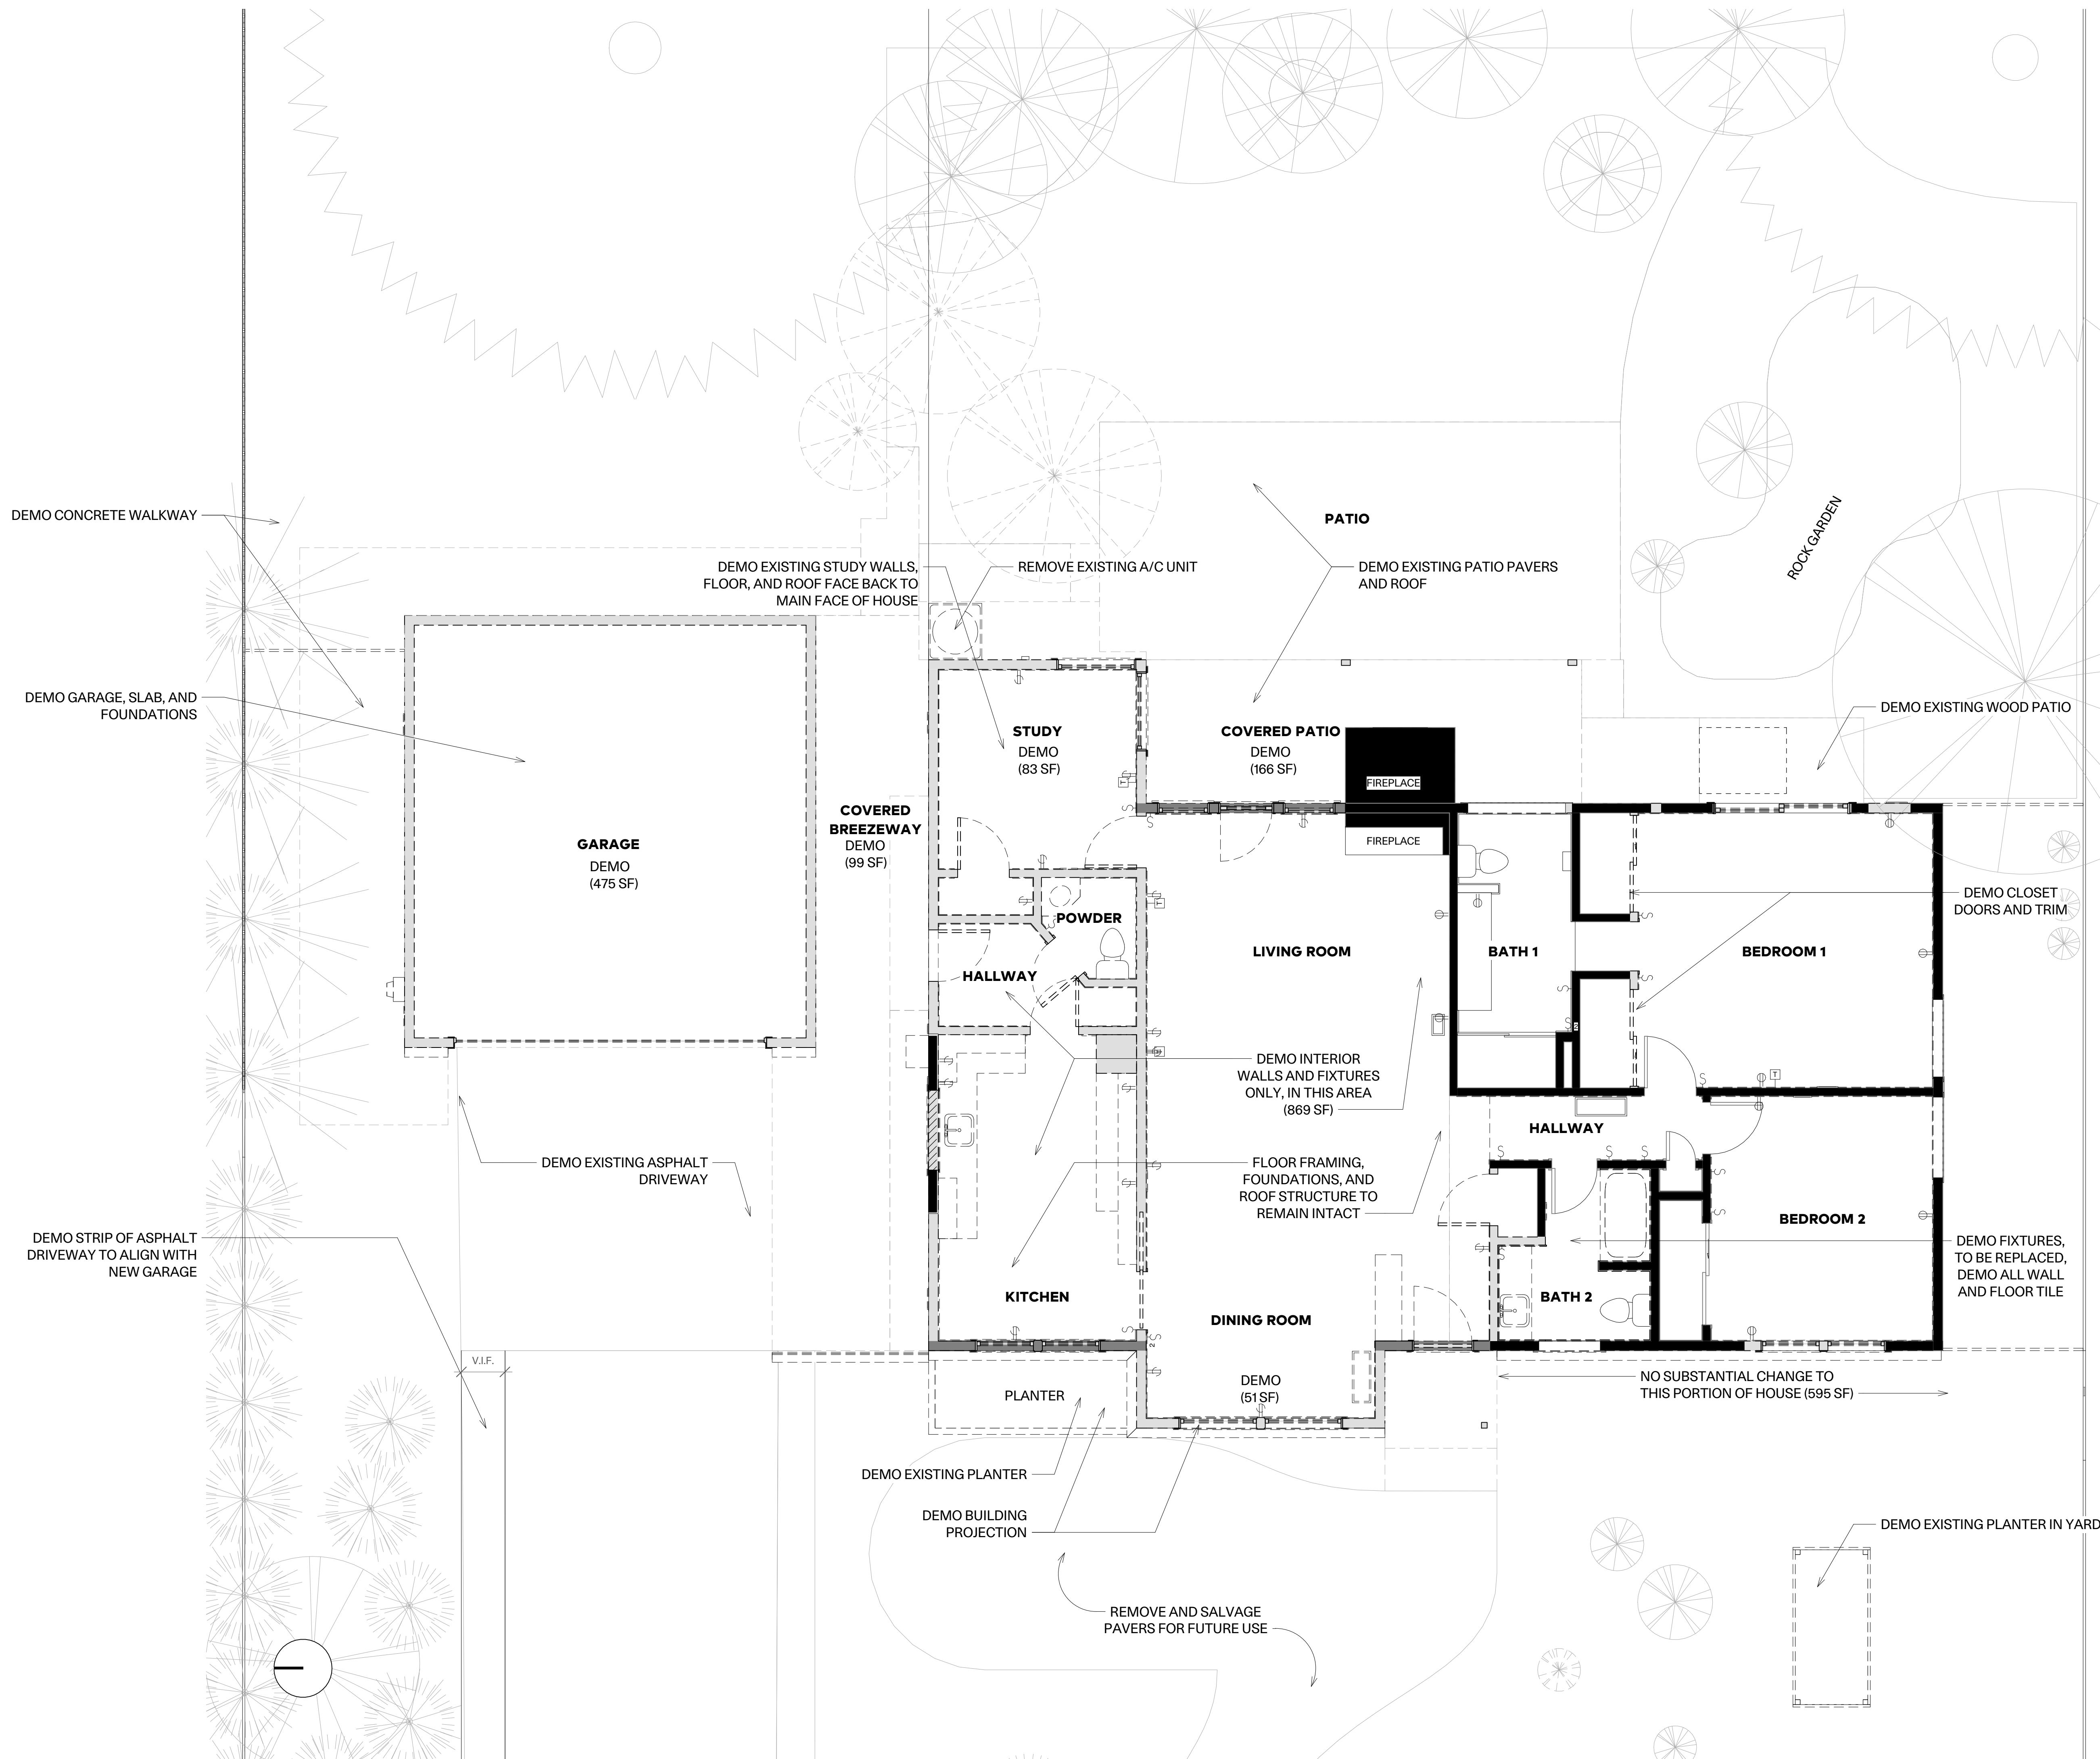 DEMO CONCRETE WALKWAY
PATIO
ROCK GARDEN
DEMO EXISTING STUDY WALLS,
FLOOR, AND ROOF FACE BACK TO
MAIN FACE OF HOUSE
REMOVE EXISTING A/C UNIT
DEMO EXISTING PATIO PAVERS
AND ROOF
DEMO GARAGE, SLAB, AND
FOUNDATIONS
DEMO EXISTING WOOD PATIO
STUDY
DEMO
(83 SF)
COVERED PATIO
DEMO
(166 SF)
FIREPLACE
FIREPLACE
COVERED
BREEZEWAY
DEMO
(99 SF)
GARAGE
DEMO
(475 SF)
DEMO CLOSET
DOORS AND TRIM
POWDER
HALLWAY
LIVING ROOM
BATH 1
BEDROOM 1
DEMO INTERIOR
WALLS AND FIXTURES
ONLY, IN THIS AREA
(869 SF)
HALLWAY
DEMO EXISTING ASPHALT
DRIVEWAY
FLOOR FRAMING,
FOUNDATIONS, AND
ROOF STRUCTURE TO
REMAIN INTACT
BEDROOM 2
DEMO STRIP OF ASPHALT
DRIVEWAY TO ALIGN WITH
NEW GARAGE
DEMO FIXTURES,
TO BE REPLACED,
DEMO ALL WALL
AND FLOOR TILE
KITCHEN
BATH 2
DINING ROOM
V.I.F.
DEMO
(51 SF)
PLANTER
NO SUBSTANTIAL CHANGE TO
THIS PORTION OF HOUSE (595 SF)
DEMO EXISTING PLANTER
DEMO BUILDING
PROJECTION
DEMO EXISTING PLANTER IN YARD
REMOVE AND SALVAGE
PAVERS FOR FUTURE USE